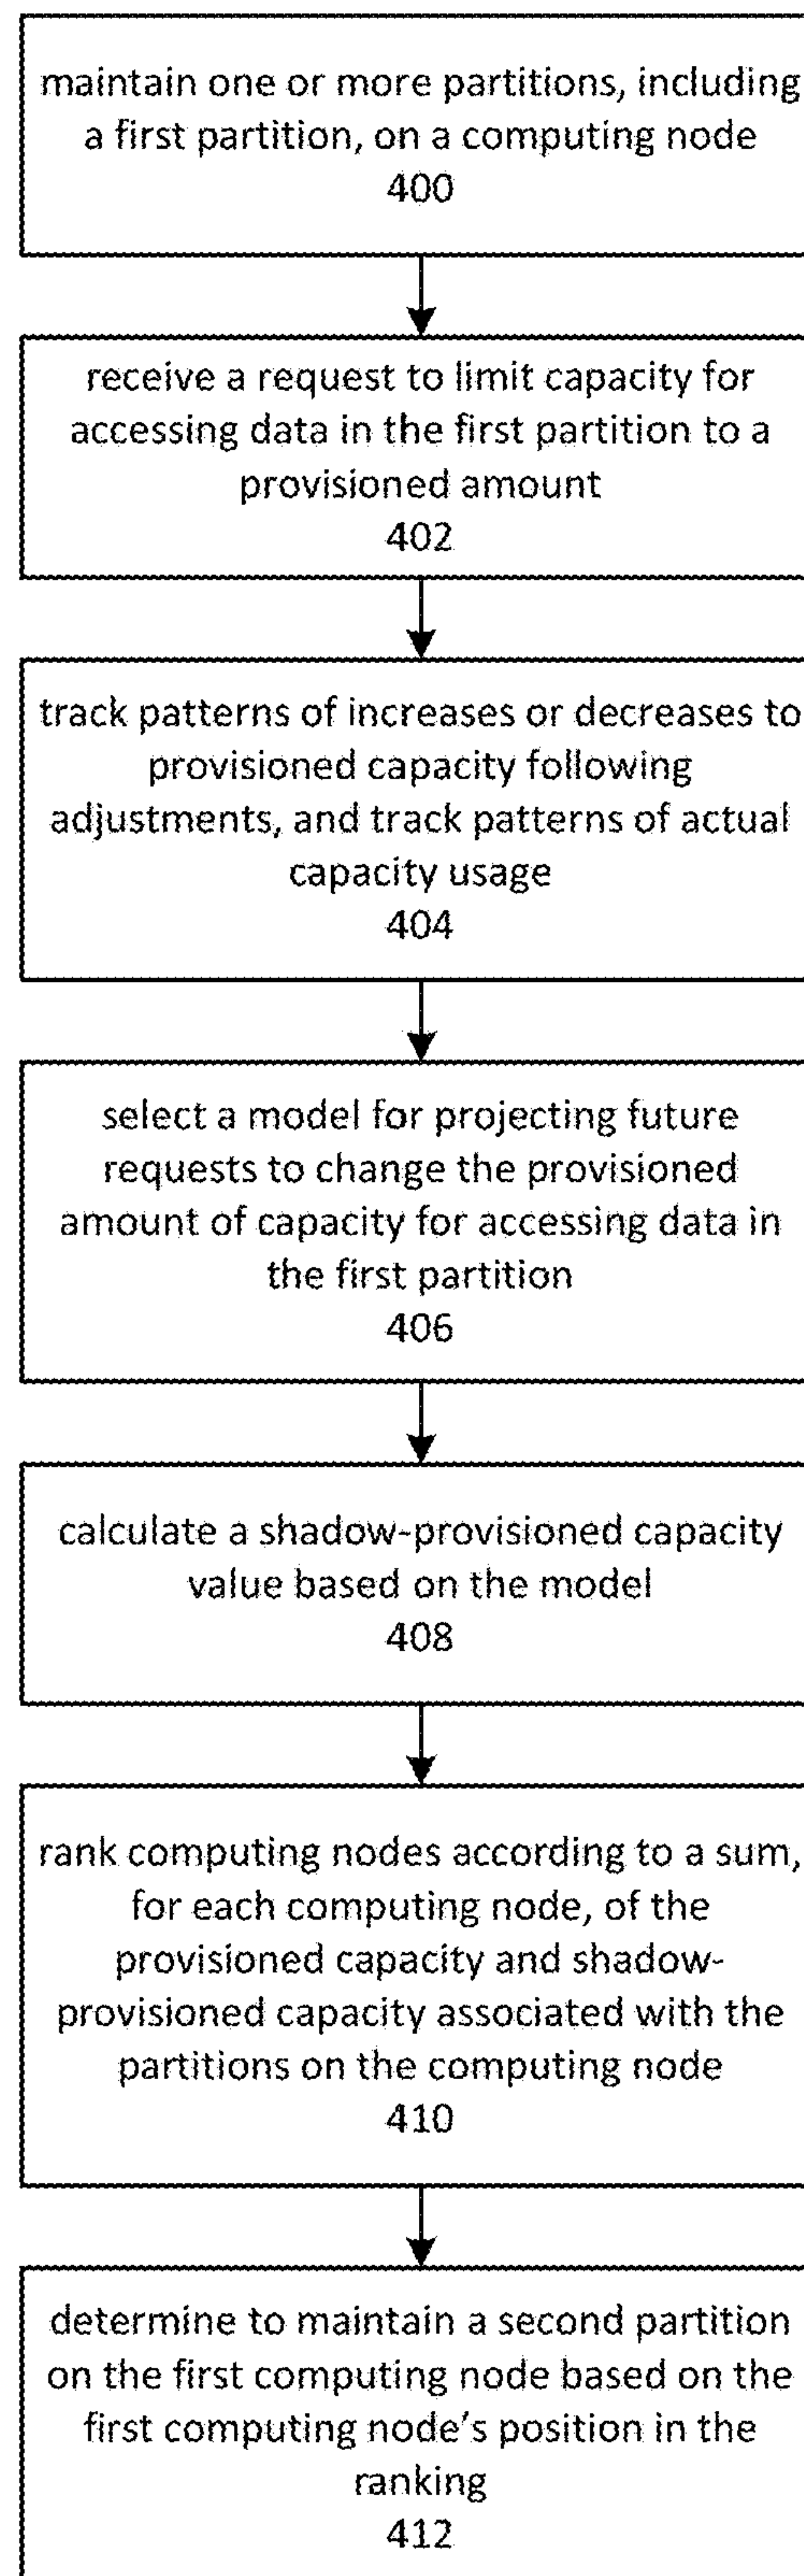 maintain one or more partitions, including
a first partition, on a computing node
400
receive a request to limit capacity for
accessing data in the first partition to a
provisioned amount
402
track patterns of increases or decreases to
provisioned capacity following
adjustments, and track patterns of actual
capacity usage
404
select a model for projecting future
requests to change the provisioned
amount of capacity for accessing data in
the first partition
406
calculate a shadow-provisioned capacity
value based on the model
408
rank computing nodes according to a sum,
for each computing node, of the
provisioned capacity and shadow-
provisioned capacity associated with the
partitions on the computing node
410
determine to maintain a second partition
on the first computing node based on the
first computing node's position in the
ranking
412